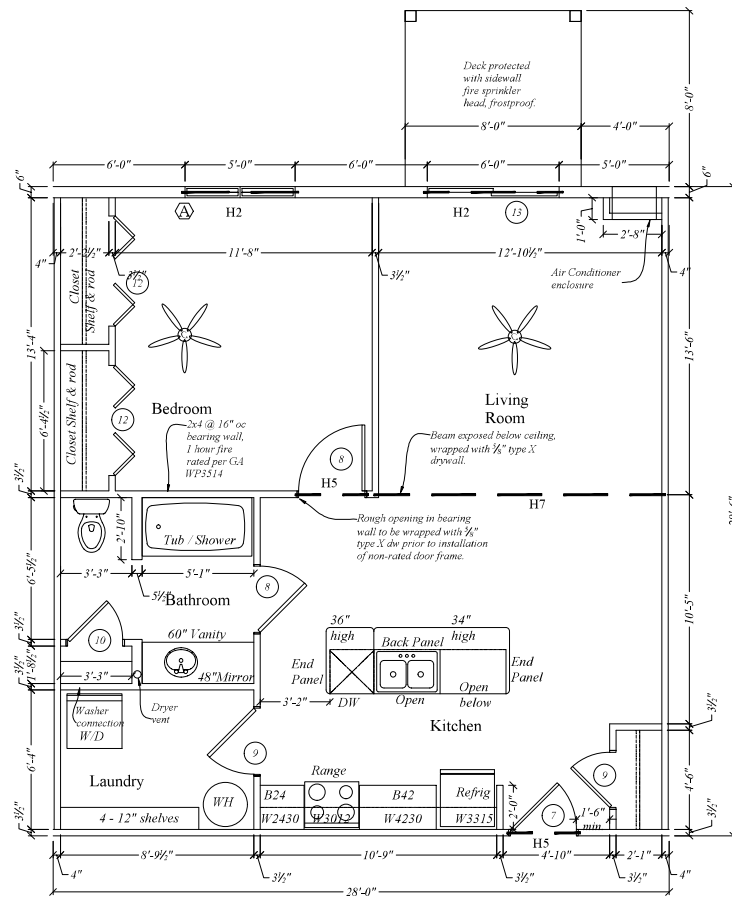 Deck protected
with sidewall
fire sprinkler
head, frostproof.
8'-0"
8'-0"
4'-0"
6'-0"
5'-0"
6'-0"
6'-0"
5'-0"
6"
6"
A
H2
H2
13
1'-0"
2'-8"
2'-2½"
11'-8"
12'-10½"
4"
3½"
3½"
4"
12
Air Conditioner
enclosure
Closet
Shelf & rod
13'-4"
13'-6"
6'-4½"
Closet Shelf & rod
12
Bedroom
Living
Room
2x4 @ 16" oc
bearing wall,
1 hour fire
rated per GA
WP3514
Beam exposed below ceiling,
wrapped with ⅝" type X
drywall.
8
H5
H7
3½"
Rough opening in bearing
wall to be wrapped with ⅝"
type X dw prior to installation
of non-rated door frame.
2'-10"
Tub / Shower
6'-5½"
3'-3"
5'-1"
5½"
Bathroom
8
10'-5"
3½"
10
60" Vanity
36"
high
34"
high
Back Panel
3½"
1'-8½"
3'-3"
48"Mirror
End
Panel
End
Panel
DW
Open
Open
below
3'-2"
Washer
connection
W/D
Dryer
vent
Kitchen
3½"
6'-4"
9
Laundry
Range
9
4'-6"
WH
B24
B42
Refrig
4 - 12" shelves
W2430
W3012
W4230
W3315
2'-0"
7
1'-6"
min.
3½"
3½"
H5
8'-9½"
10'-9"
4'-10"
2'-1"
4"
3½"
3½"
3½"
4"
28'-0"